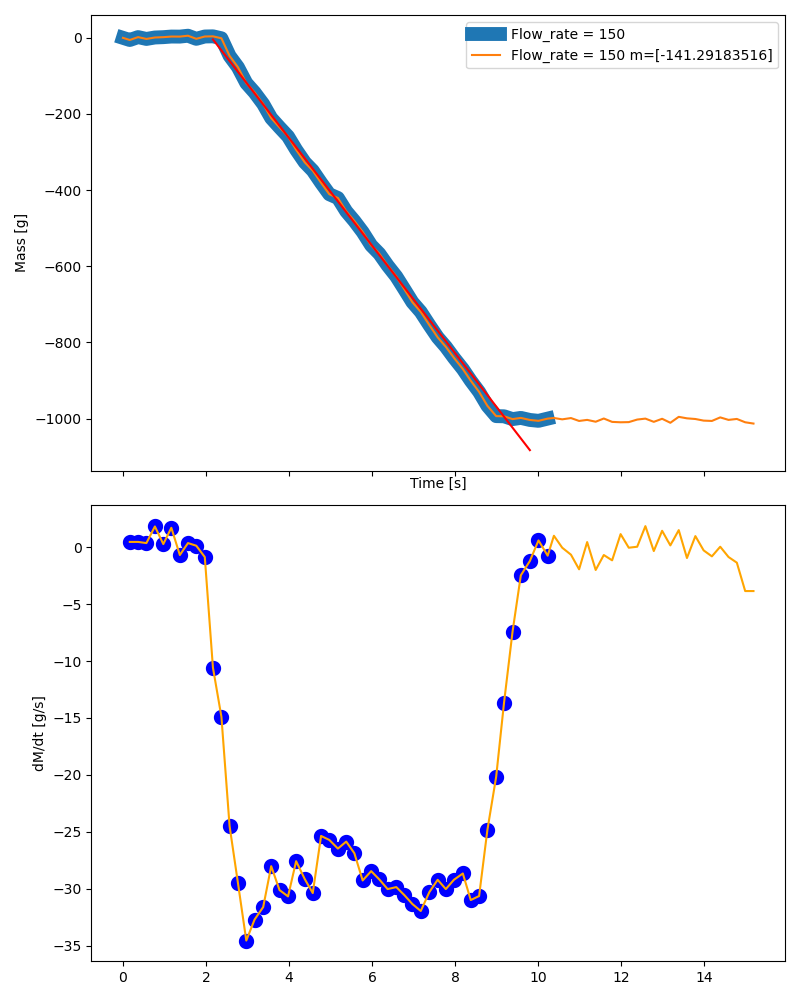 Flow_rate = 150
Flow_rate = 150 m=[-141.29183516]
0
−200
−400
−600
−800
−1000
Mass [g]
Time [s]
0
−5
−10
−15
−20
−25
−30
−35
dM/dt [g/s]
0 2 4 6 8 10 12 14